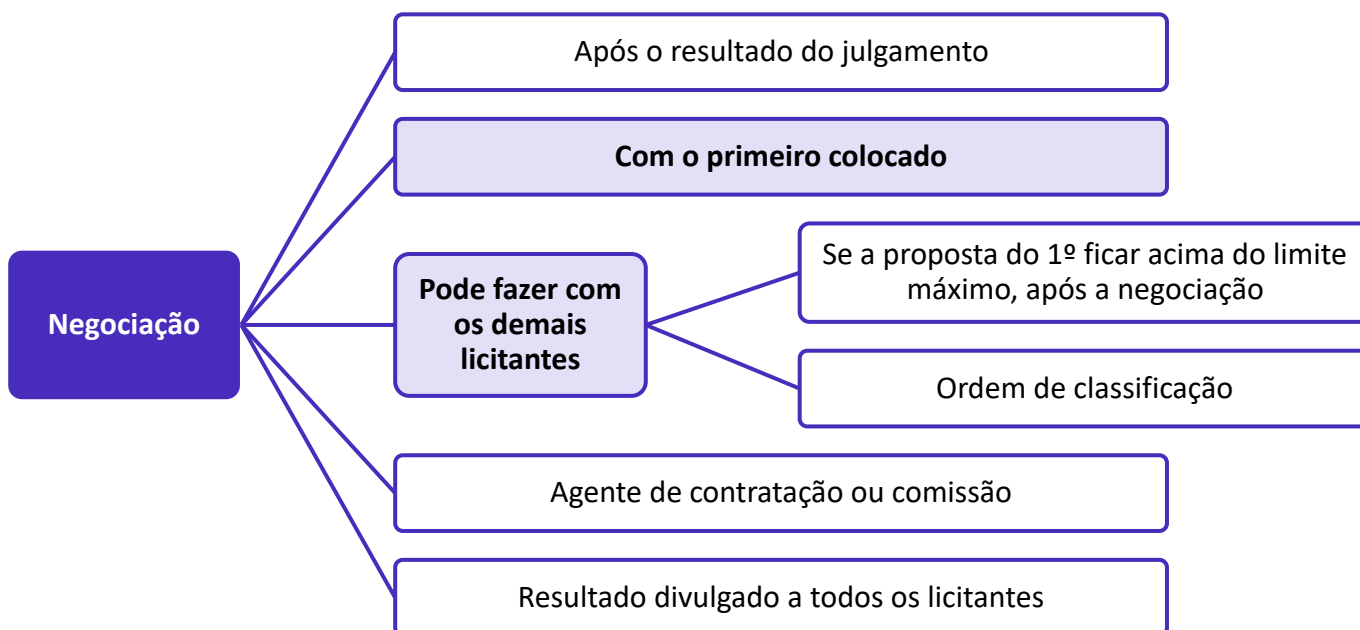 Após o resultado do julgamento
Com o primeiro colocado
Negociação
Pode fazer com
os demais
licitantes
Se a proposta do 1º ficar acima do limite
máximo, após a negociação
Ordem de classificação
Agente de contratação ou comissão
Resultado divulgado a todos os licitantes